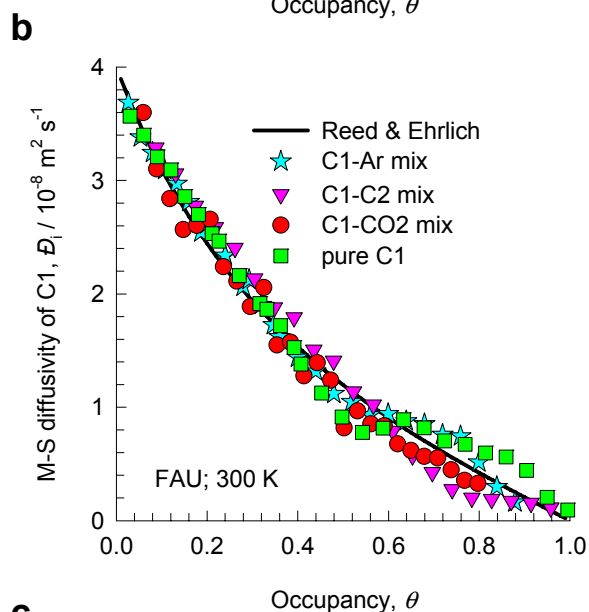 Occupancy, θ
b
M-S diffusivity of C1, Đi / 10-8 m2 s-1
4
3
2
1
0
Reed & Ehrlich
C1-Ar mix
C1-C2 mix
C1-CO2 mix
pure C1
FAU; 300 K
0.0 0.2 0.4 0.6 0.8 1.0
Occupancy, θ
c